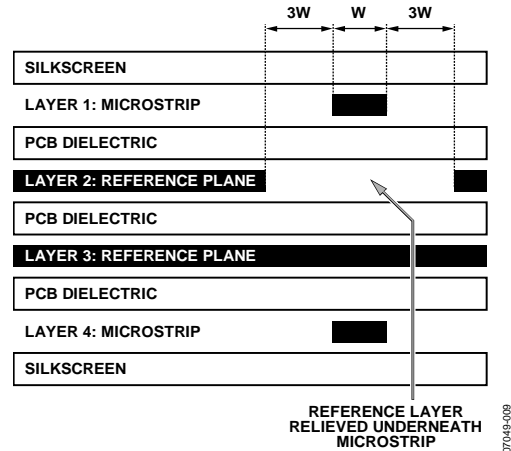 3W W 3W
SILKSCREEN
LAYER 1: MICROSTRIP
PCB DIELECTRIC
LAYER 2: REFERENCE PLANE
PCB DIELECTRIC
LAYER 3: REFERENCE PLANE
PCB DIELECTRIC
LAYER 4: MICROSTRIP
SILKSCREEN
REFERENCE LAYER
RELIEVED UNDERNEATH
MICROSTRIP
07049-009